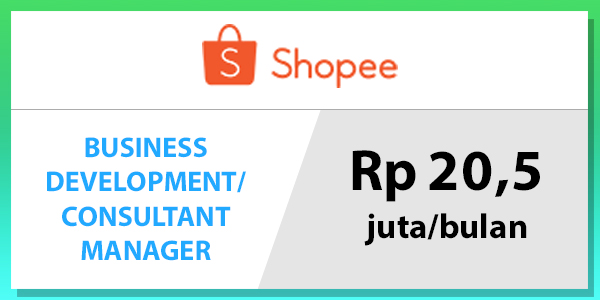 S
Shopee
BUSINESS
DEVELOPMENT/
CONSULTANT
MANAGER
Rp 20,5
juta/bulan